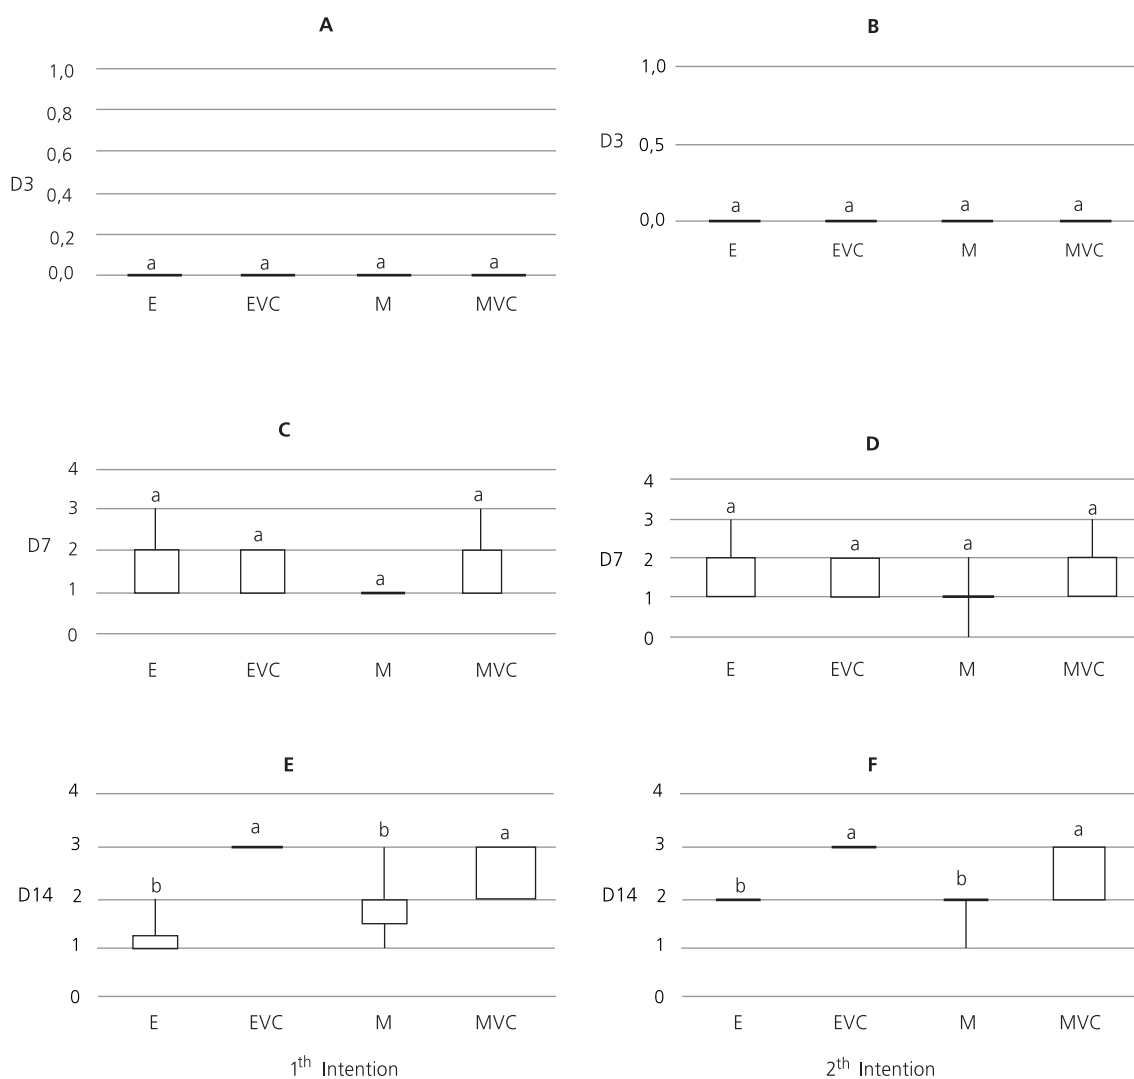 A
1,0
0,8
0,6
D3
0,4
0,2
0,0
a a a a
E EVC M MVC
B
1,0
D3
0,5
0,0
a a a a
E EVC M MVC
C
4
3
D7
2
1
0
a a a a
E EVC M MVC
D
4
3
D7
2
1
0
a a a a
E EVC M MVC
E
4
3
D14
2
1
0
b a b a
E EVC M MVC
1th Intention
F
4
3
D14
2
1
0
b a b a
E EVC M MVC
2th Intention